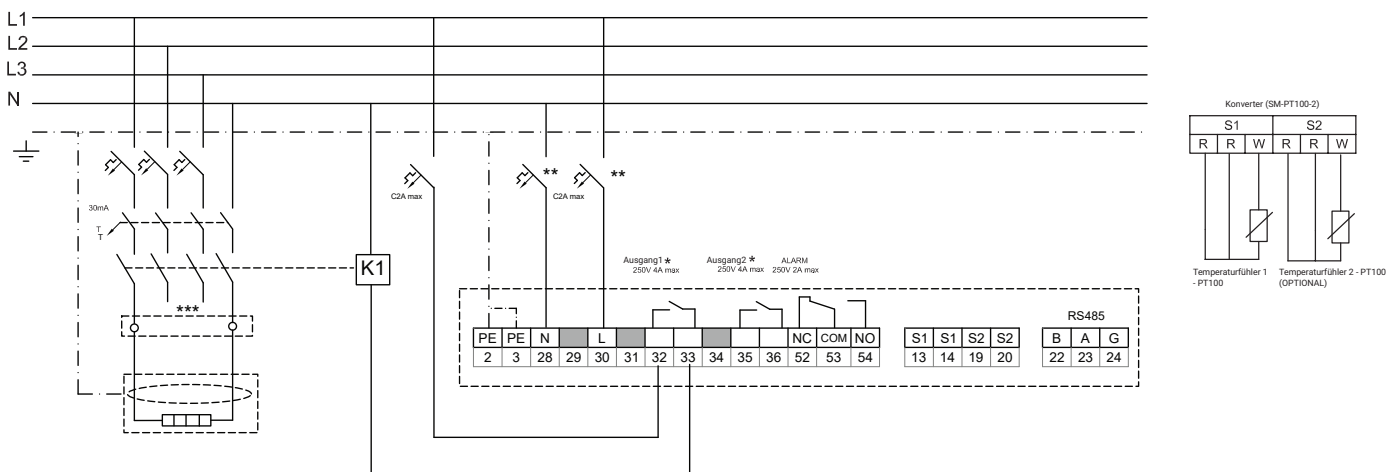 L1
L2
L3
N
Konverter (SM-PT100-2)
S1 S2
R R W R R W
** **
C2A max C2A max C2A max
30mA
T
T
K1
Ausgang1 * Ausgang2 * ALARM
250V 4A max 250V 4A max 250V 2A max
Temperaturfühler 1
- PT100
Temperaturfühler 2 - PT100
(OPTIONAL)
***
RS485
PE PE N L NC COM NO S1 S1 S2 S2 B A G
2 3 28 29 30 31 32 33 34 35 36 52 53 54 13 14 19 20 22 23 24